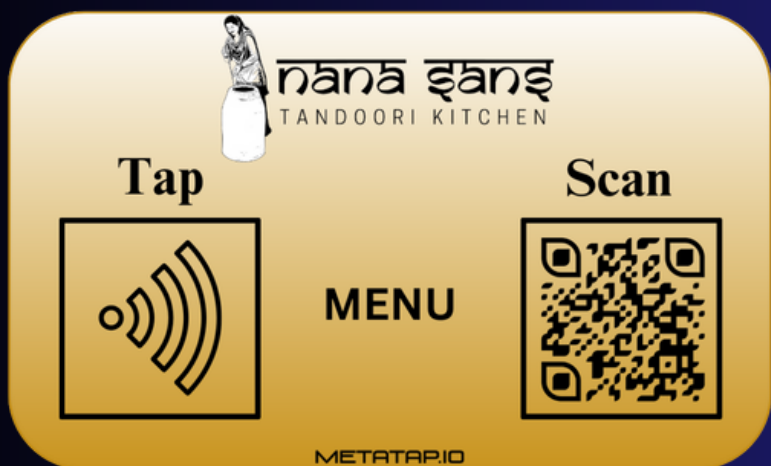 nana sans
TANDOORI KITCHEN
Tap
Scan
MENU
METATAP.IO